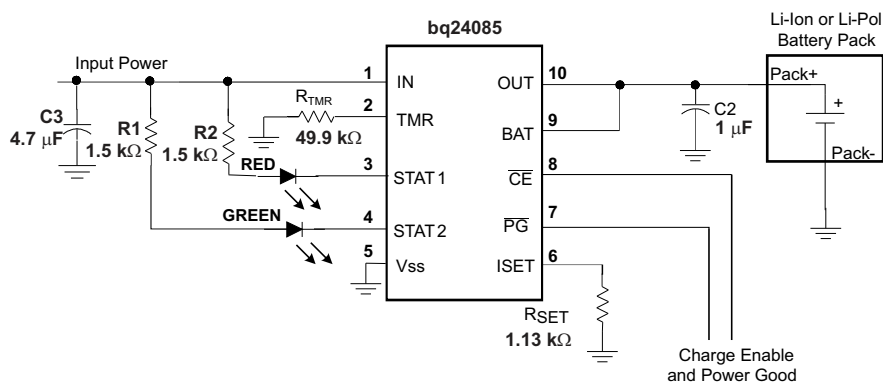 bq24085
Li-Ion or Li-Pol
Battery Pack
Input Power
1
IN
OUT
10
Pack+
C3
4.7 μF
R1
1.5 kΩ
R2
1.5 kΩ
RTMR
49.9 kΩ
2
TMR
BAT
9
C2
1 μF
+
Pack-
RED
3
STAT1
CE
8
GREEN
4
STAT2
PG
7
5
Vss
ISET
6
RSET
1.13 kΩ
Charge Enable
and Power Good